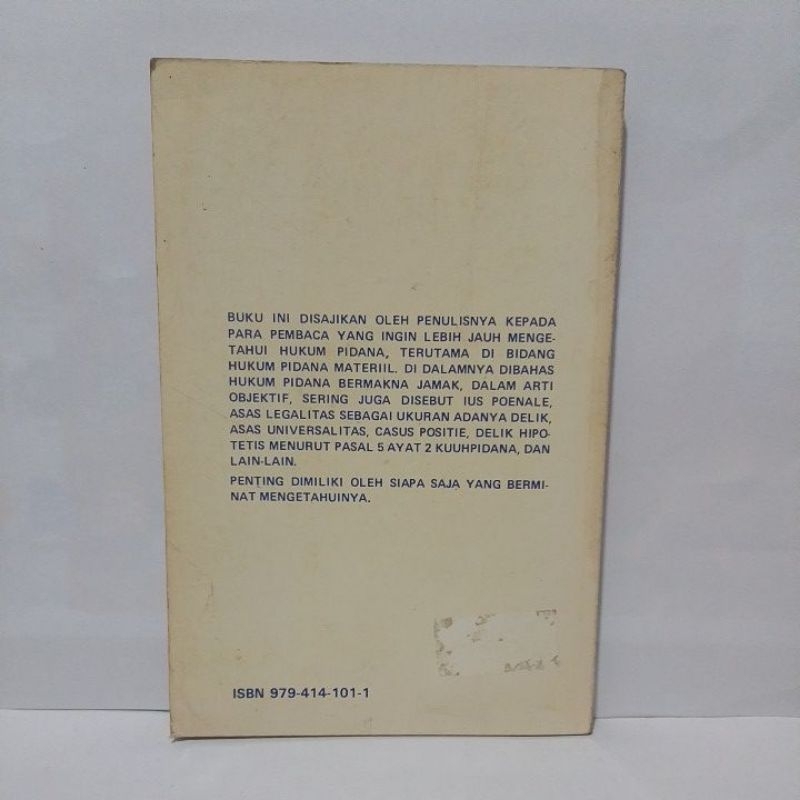 BUKU INI DISAJIKAN OLEH PENULISNYA KEPADA
PARA PEMBACA YANG INGIN LEBIH JAUH MENGE-
TAHUI HUKUM PIDANA, TERUTAMA DI BIDANG
HUKUM PIDANA MATERIIL. DI DALAMNYA DIBAHAS
HUKUM PIDANA BERMAKNA JAMAK, DALAM ARTI
OBJEKTIF, SERING JUGA DISEBUT IUS POENALE,
ASAS LEGALITAS SEBAGAI UKURAN ADANYA DELIK,
ASAS UNIVERSALITAS, CASUS POSITIE, DELIK HIPO-
TETIS MENURUT PASAL 5 AYAT 2 KUUHPIDANA, DAN
LAIN-LAIN.
PENTING DIMILIKI OLEH SIAPA SAJA YANG BERMI-
NAT MENGETAHUINYA.
ISBN 979-414-101-1